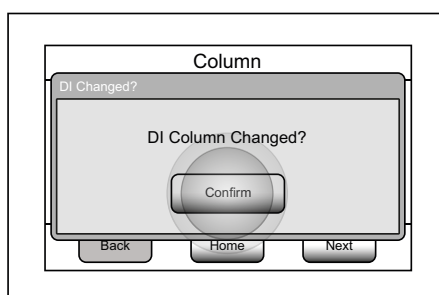 Column
DI Changed?
DI Column Changed?
Confirm
Back Home Next